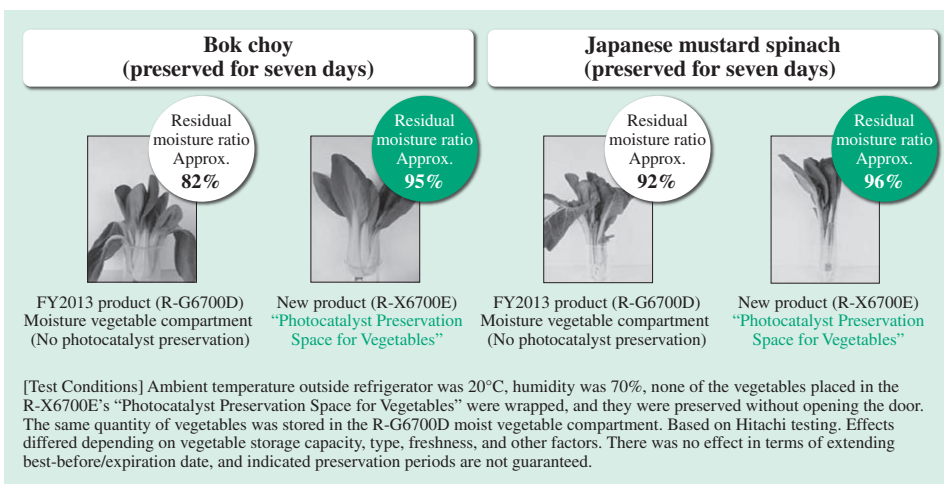 Bok choy
(preserved for seven days)
Japanese mustard spinach
(preserved for seven days)
Residual
moisture ratio
Approx.
82%
Residual
moisture ratio
Approx.
95%
Residual
moisture ratio
Approx.
92%
Residual
moisture ratio
Approx.
96%
FY2013 product (R-G6700D)
Moisture vegetable compartment
(No photocatalyst preservation)
New product (R-X6700E)
“Photocatalyst Preservation
Space for Vegetables”
FY2013 product (R-G6700D)
Moisture vegetable compartment
(No photocatalyst preservation)
New product (R-X6700E)
“Photocatalyst Preservation
Space for Vegetables”
[Test Conditions] Ambient temperature outside refrigerator was 20°C, humidity was 70%, none of the vegetables placed in the
R-X6700E’s “Photocatalyst Preservation Space for Vegetables” were wrapped, and they were preserved without opening the door.
The same quantity of vegetables was stored in the R-G6700D moist vegetable compartment. Based on Hitachi testing. Effects
differed depending on vegetable storage capacity, type, freshness, and other factors. There was no effect in terms of extending
best-before/expiration date, and indicated preservation periods are not guaranteed.